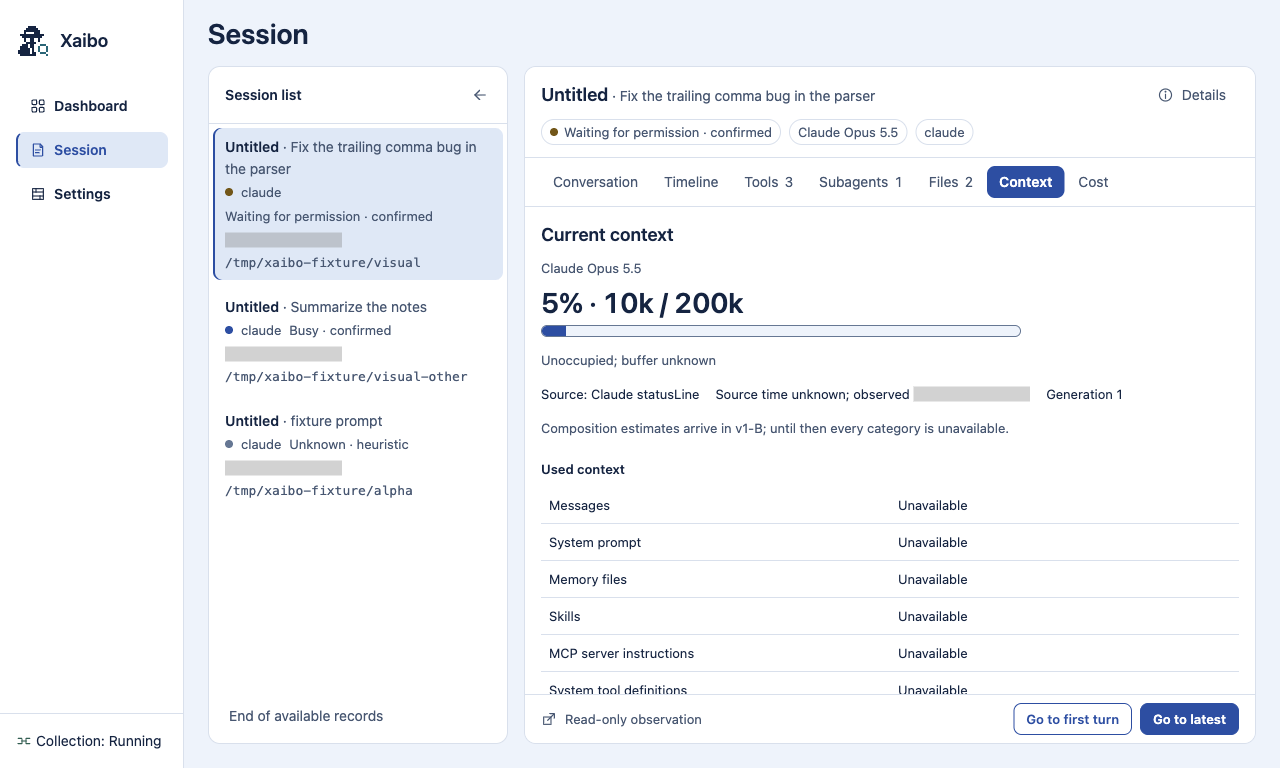 Xaibo
Dashboard
Session
Settings
Collection: Running
Session
Session list
Untitled · Fix the trailing comma bug in
the parser
claude
Waiting for permission · confirmed
/tmp/xaibo-fixture/visual
Untitled · Summarize the notes
claude Busy · confirmed
/tmp/xaibo-fixture/visual-other
Untitled · fixture prompt
claude Unknown · heuristic
/tmp/xaibo-fixture/alpha
End of available records
Untitled · Fix the trailing comma bug in the parser
Details
Waiting for permission · confirmed
Claude Opus 5.5
claude
Conversation Timeline Tools 3 Subagents 1 Files 2 Context Cost
Current context
Claude Opus 5.5
5% · 10k / 200k
Unoccupied; buffer unknown
Source: Claude statusLine Source time unknown; observed Generation 1
Composition estimates arrive in v1-B; until then every category is unavailable.
Used context
Messages Unavailable
System prompt Unavailable
Memory files Unavailable
Skills Unavailable
MCP server instructions Unavailable
System tool definitions Unavailable
Read-only observation
Go to first turn
Go to latest